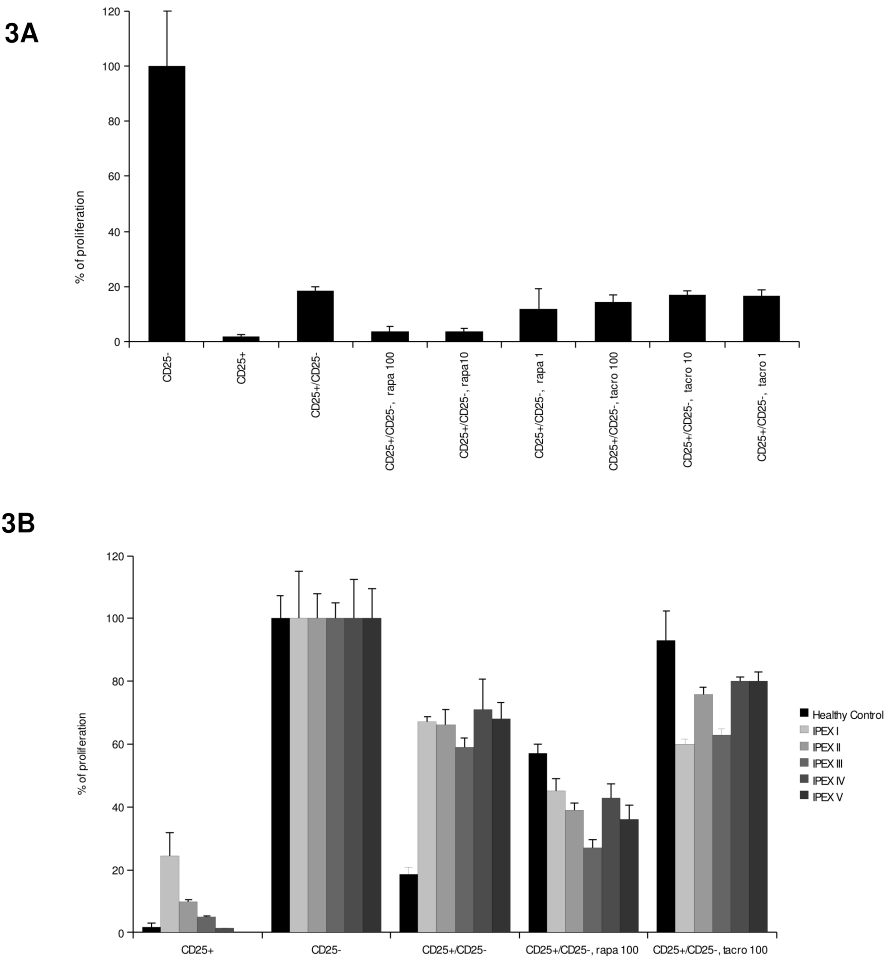 3A
120
100
80
60
40
20
0
% of proliferation
CD25-
CD25+
CD25+/CD25-
CD25+/CD25-, rapa 100
CD25+/CD25-, rapa10
CD25+/CD25-, rapa 1
CD25+/CD25-, tacro 100
CD25+/CD25-, tacro 10
CD25+/CD25-, tacro 1
3B
120
100
80
60
40
20
0
% of proliferation
CD25+
CD25-
CD25+/CD25-
CD25+/CD25-, rapa 100
CD25+/CD25-, tacro 100
Healthy Control
IPEX I
IPEX II
IPEX III
IPEX IV
IPEX V